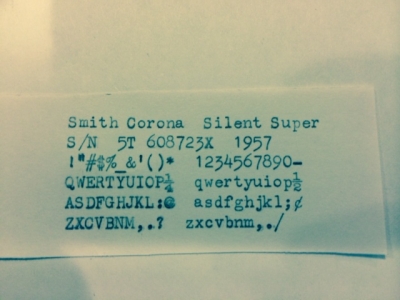 Smith Corona Silent Super
S/N 5T 608723X 1957
!"#$%_&'()* 1234567890-
QWERTYUIOP¼ qwertyuiop½
ASDFGHJKL:@ asdfghjkl;¢
ZXCVBNM,.? zxcvbnm,./